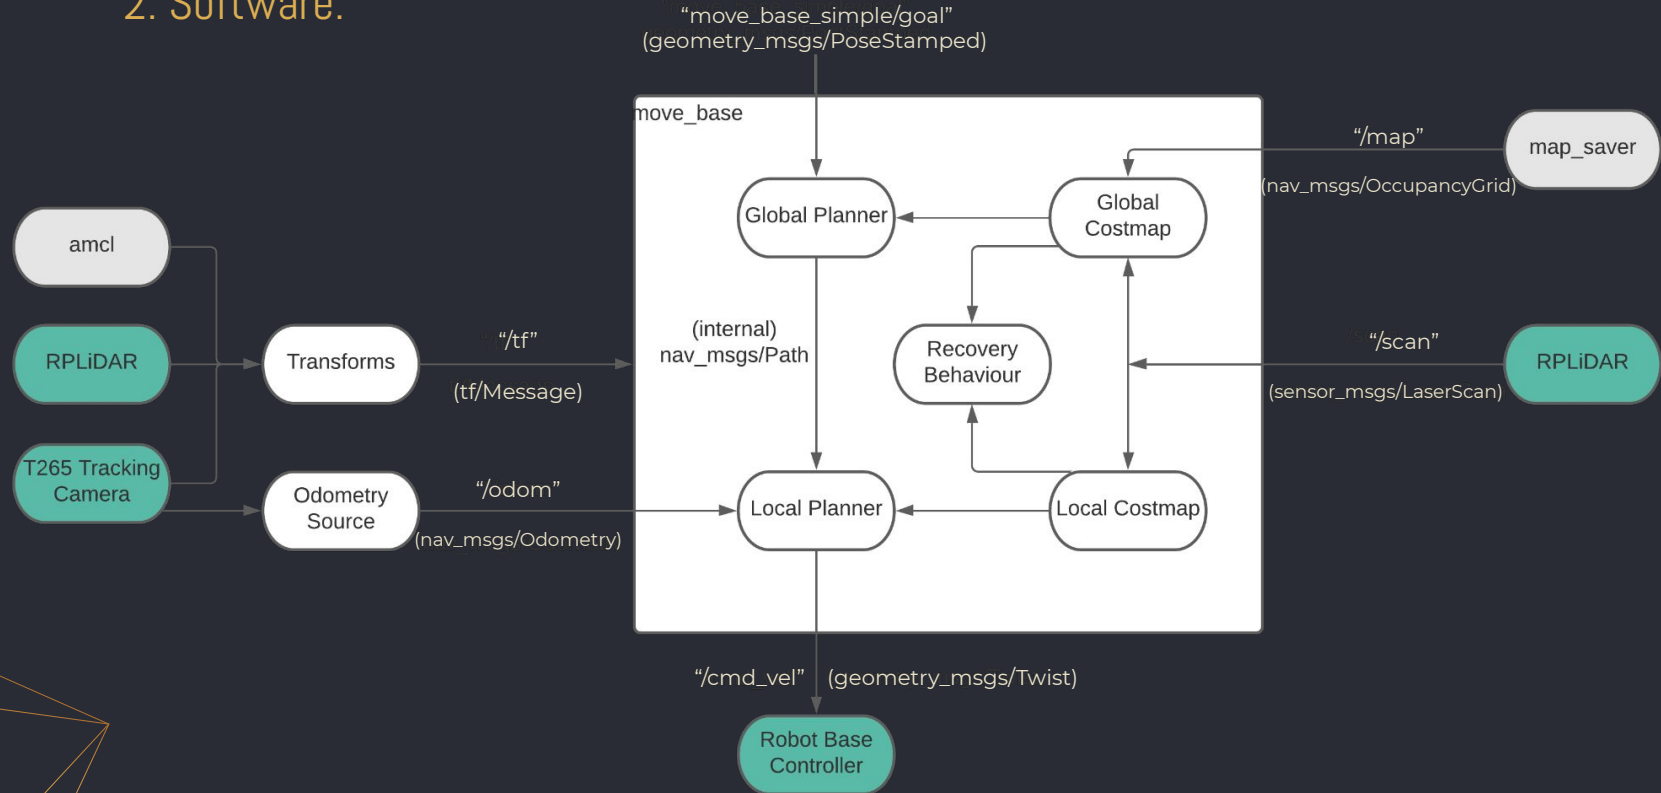 2. Software.
“move_base_simple/goal”
(geometry_msgs/PoseStamped)
move_base
“/map”
map_saver
(nav_msgs/OccupancyGrid)
Global Planner
Global
Costmap
amcl
(internal)
nav_msgs/Path
Recovery
Behaviour
RPLiDAR
Transforms
“/tf”
(tf/Message)
“/scan”
(sensor_msgs/LaserScan)
RPLiDAR
T265 Tracking
Camera
Odometry
Source
“/odom”
(nav_msgs/Odometry)
Local Planner
Local Costmap
“/cmd_vel”
(geometry_msgs/Twist)
Robot Base
Controller